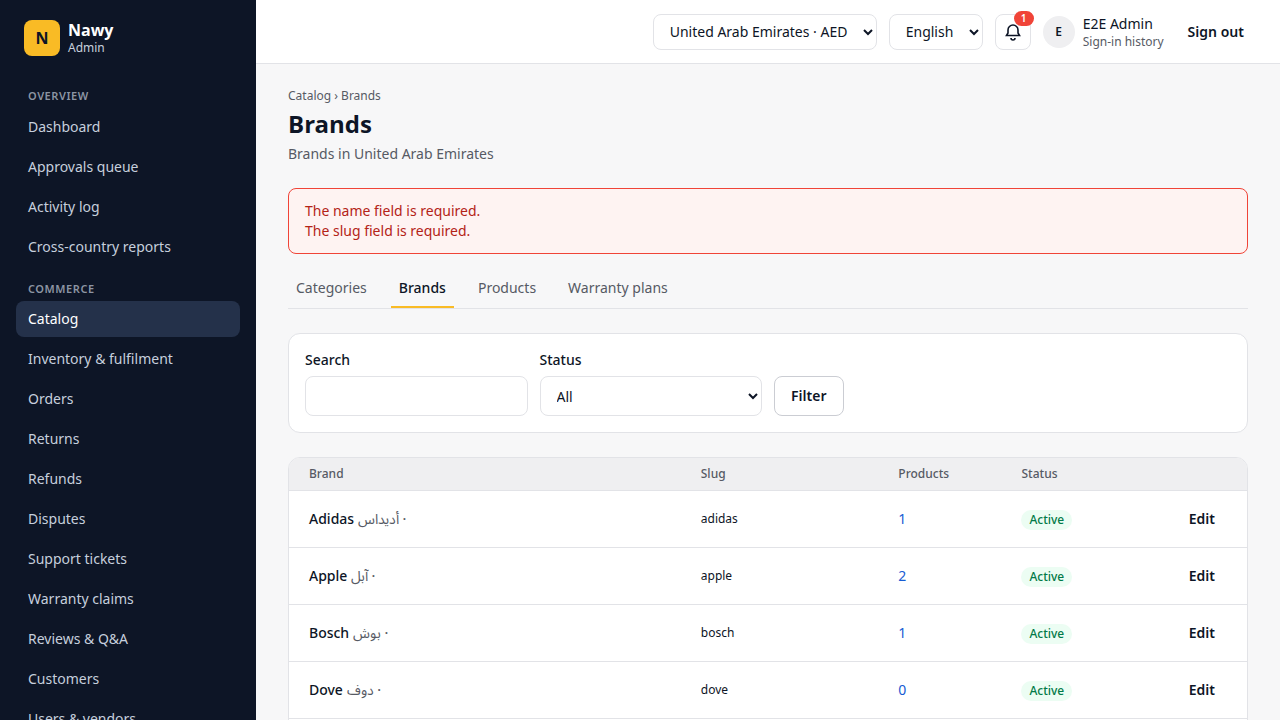 N
Nawy
Admin
United Arab Emirates · AED
English
1
E
E2E Admin
Sign-in history
Sign out
OVERVIEW
Dashboard
Approvals queue
Activity log
Cross-country reports
COMMERCE
Catalog
Inventory & fulfilment
Orders
Returns
Refunds
Disputes
Support tickets
Warranty claims
Reviews & Q&A
Customers
Users & vendors
Catalog › Brands
Brands
Brands in United Arab Emirates
The name field is required.
The slug field is required.
Categories Brands Products Warranty plans
Search
Status
All
Filter
Brand Slug Products Status
Adidas أديداس · adidas 1 Active Edit
Apple آبل · apple 2 Active Edit
Bosch بوش · bosch 1 Active Edit
Dove دوف · dove 0 Active Edit